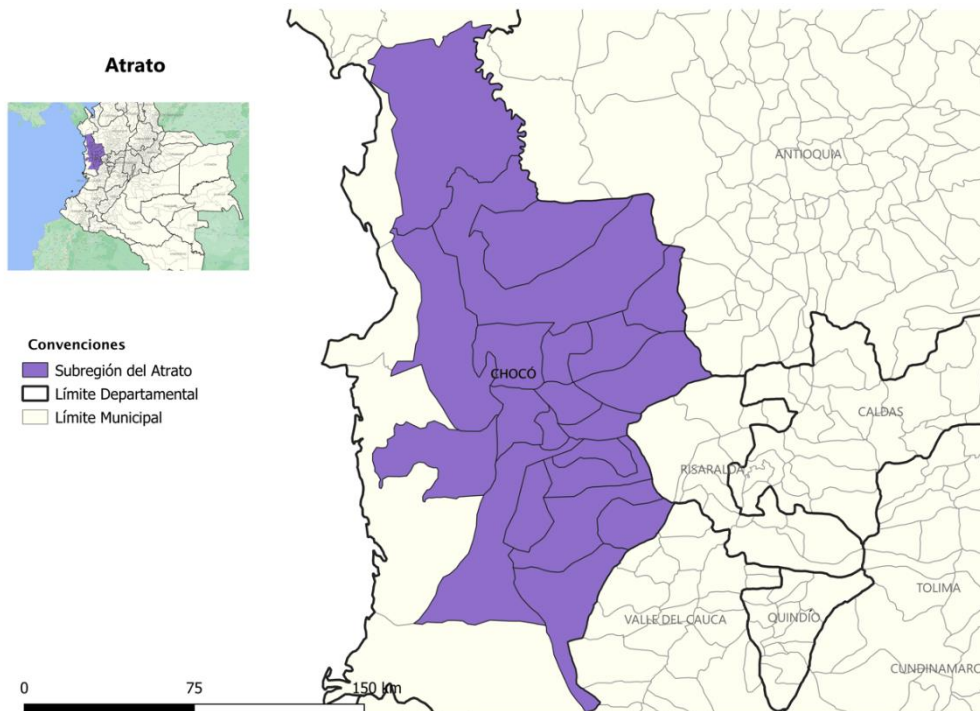 Atrato
Convenciones
Subregión del Atrato
Límite Departamental
Límite Municipal
ANTIOQUIA
CHOCÓ
CALDAS
RISARALDA
VALLE DEL CAUCA
QUINDÍO
TOLIMA
CUNDINAMARC
0 75 150 km